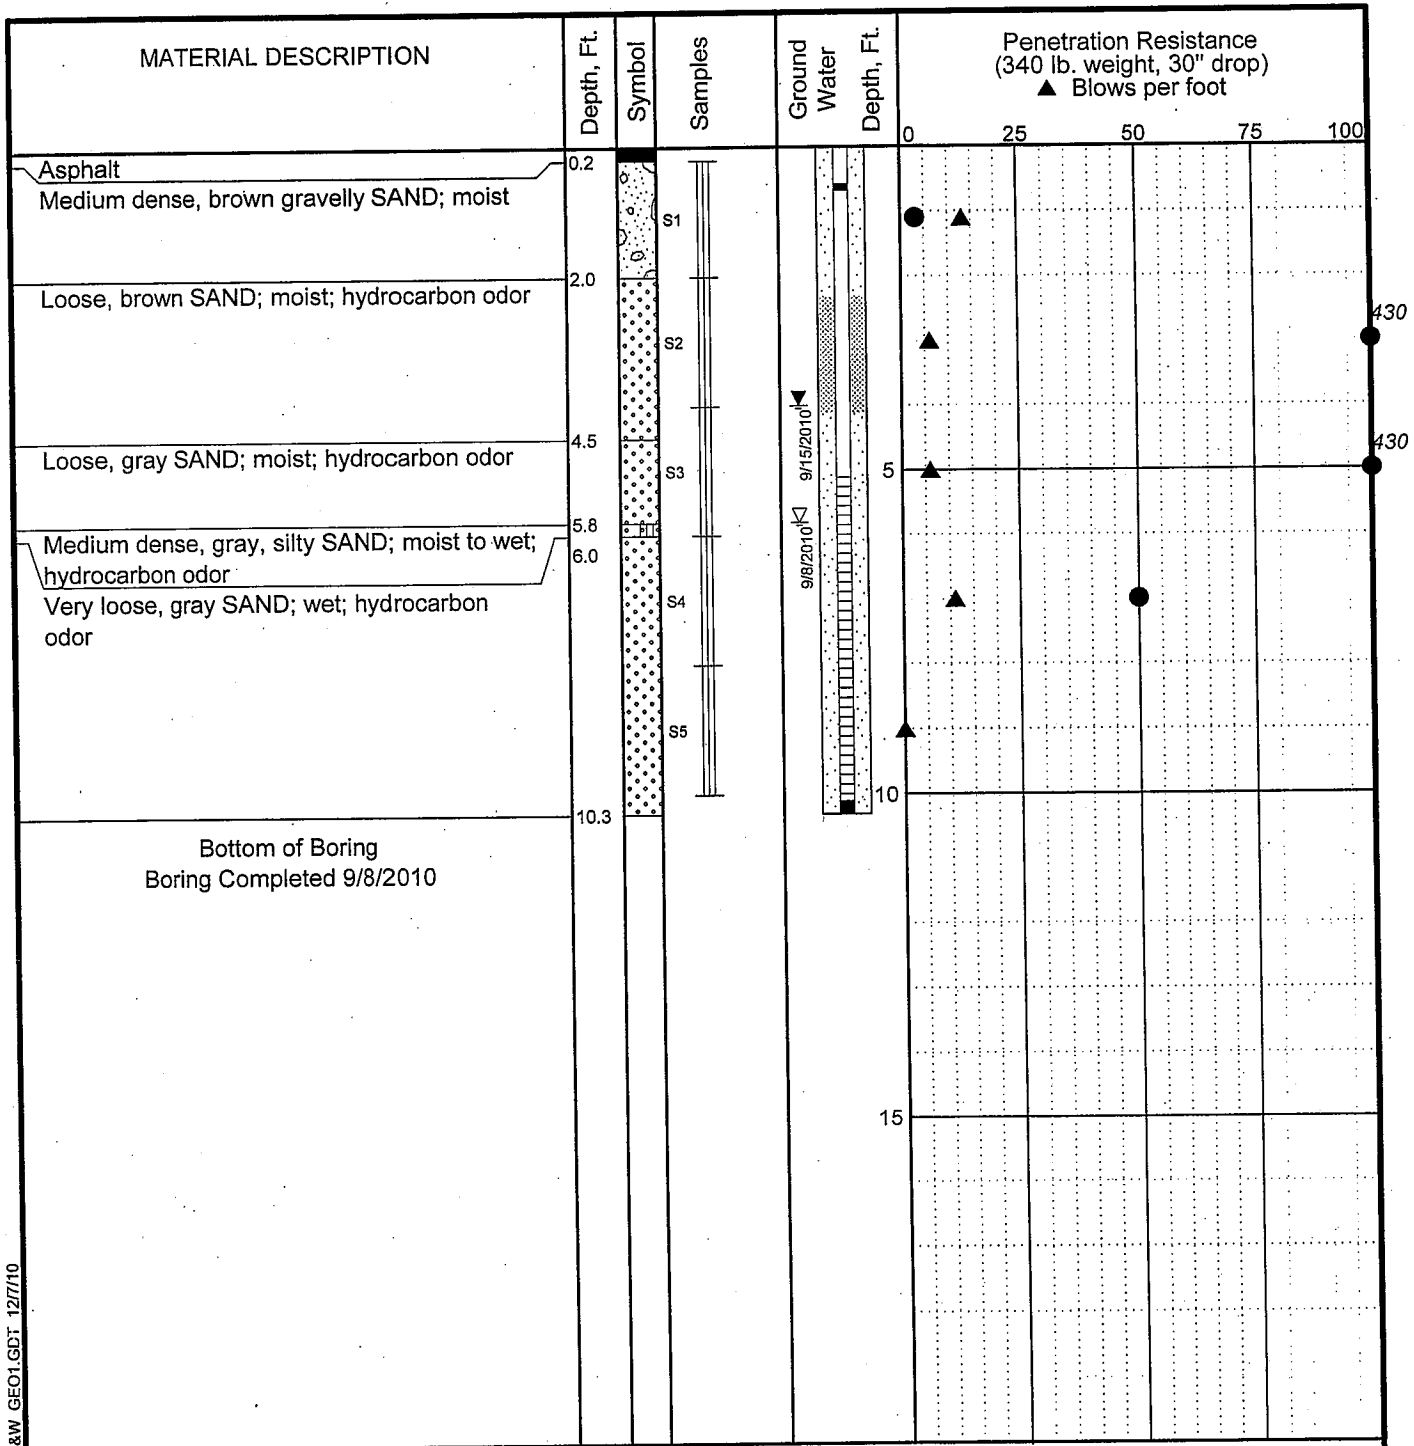 MATERIAL DESCRIPTION
Depth, Ft.
Symbol
Samples
Ground
Water
Depth, Ft.
Penetration Resistance
(340 lb. weight, 30" drop)
▲ Blows per foot
0 25 50 75 100
Asphalt
0.2
Medium dense, brown gravelly SAND; moist
S1
2.0
Loose, brown SAND; moist; hydrocarbon odor
430
S2
4.5
Loose, gray SAND; moist; hydrocarbon odor
9/15/2010
430
S3
5
5.8
Medium dense, gray, silty SAND; moist to wet;
6.0
hydrocarbon odor
9/8/2010
Very loose, gray SAND; wet; hydrocarbon
S4
odor
S5
10
10.3
Bottom of Boring
Boring Completed 9/8/2010
15
&W GEO1.GDT 12/7/10